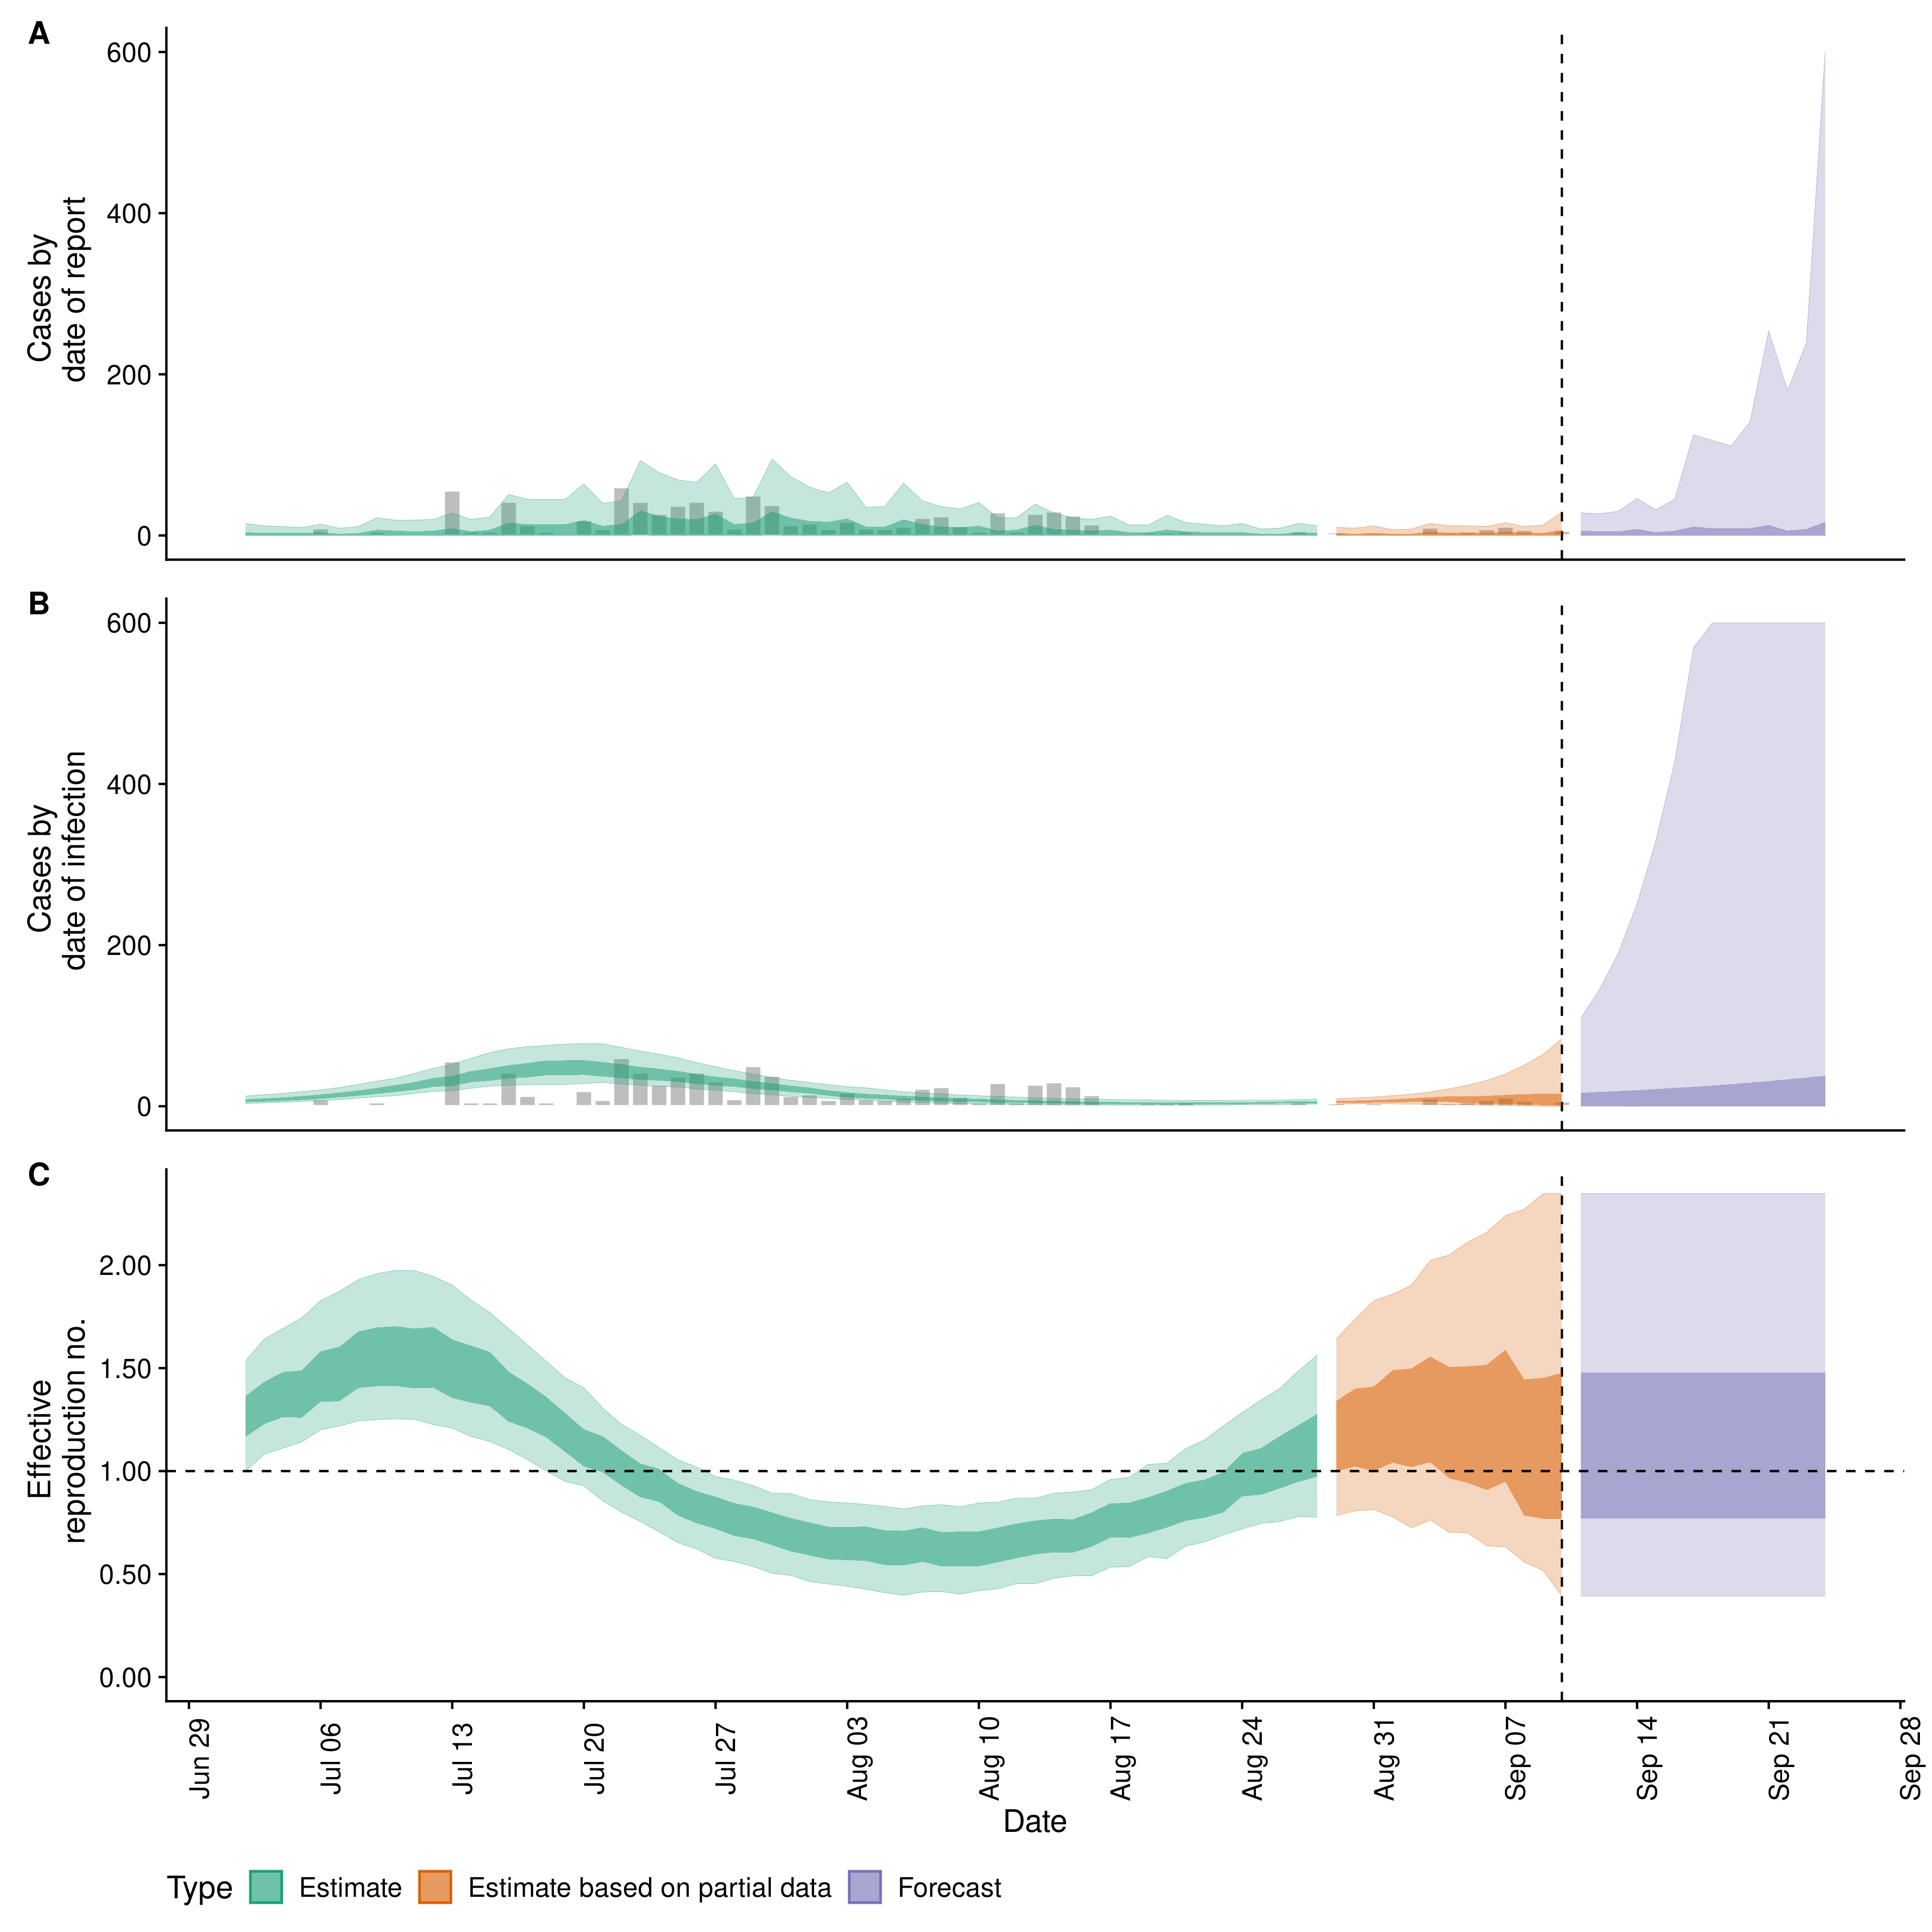 A
Cases by
date of report
600
400
200
0
B
Cases by
date of infection
600
400
200
0
C
Effective
reproduction no.
2.00
1.50
1.00
0.50
0.00
Jun 29
Jul 06
Jul 13
Jul 20
Jul 27
Aug 03
Aug 10
Aug 17
Aug 24
Aug 31
Sep 07
Sep 14
Sep 21
Sep 28
Date
Type Estimate Estimate based on partial data Forecast